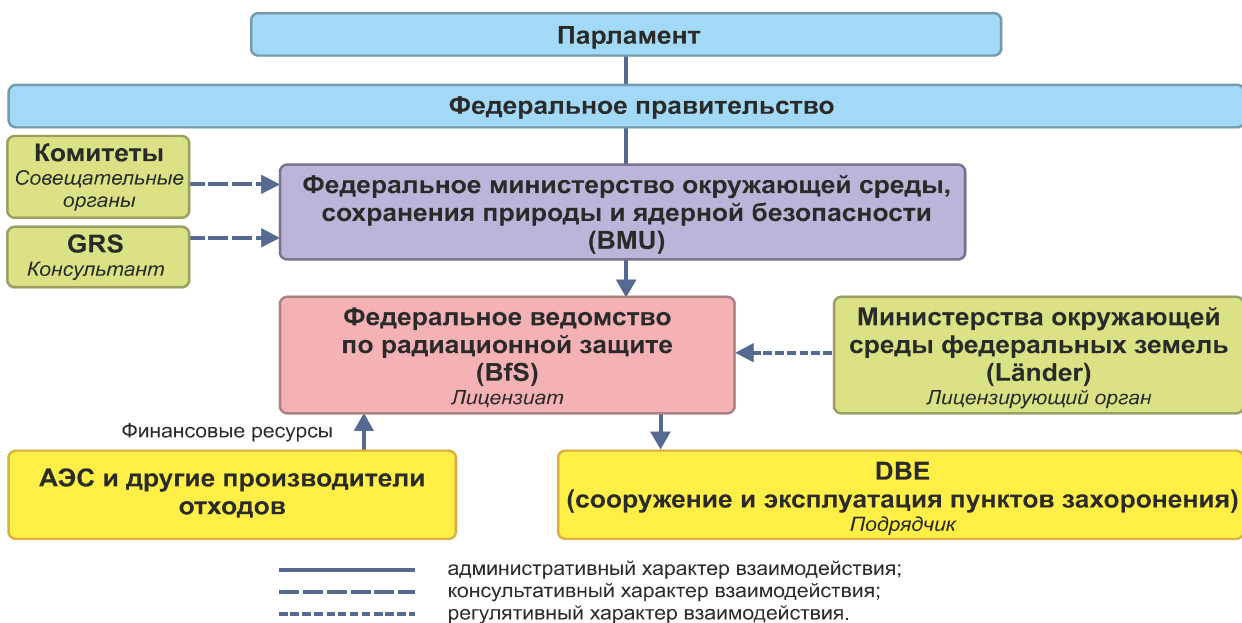 Парламент
Федеральное правительство
Комитеты
Совещательные
органы
GRS
Консультант
Федеральное министерство окружающей среды,
сохранения природы и ядерной безопасности
(BMU)
Федеральное ведомство
по радиационной защите
(BfS)
Лицензиат
Министерства окружающей
среды федеральных земель
(Länder)
Лицензирующий орган
Финансовые ресурсы
АЭС и другие производители
отходов
DBE
(сооружение и эксплуатация пунктов захоронения)
Подрядчик
административный характер взаимодействия;
консультативный характер взаимодействия;
регулятивный характер взаимодействия.